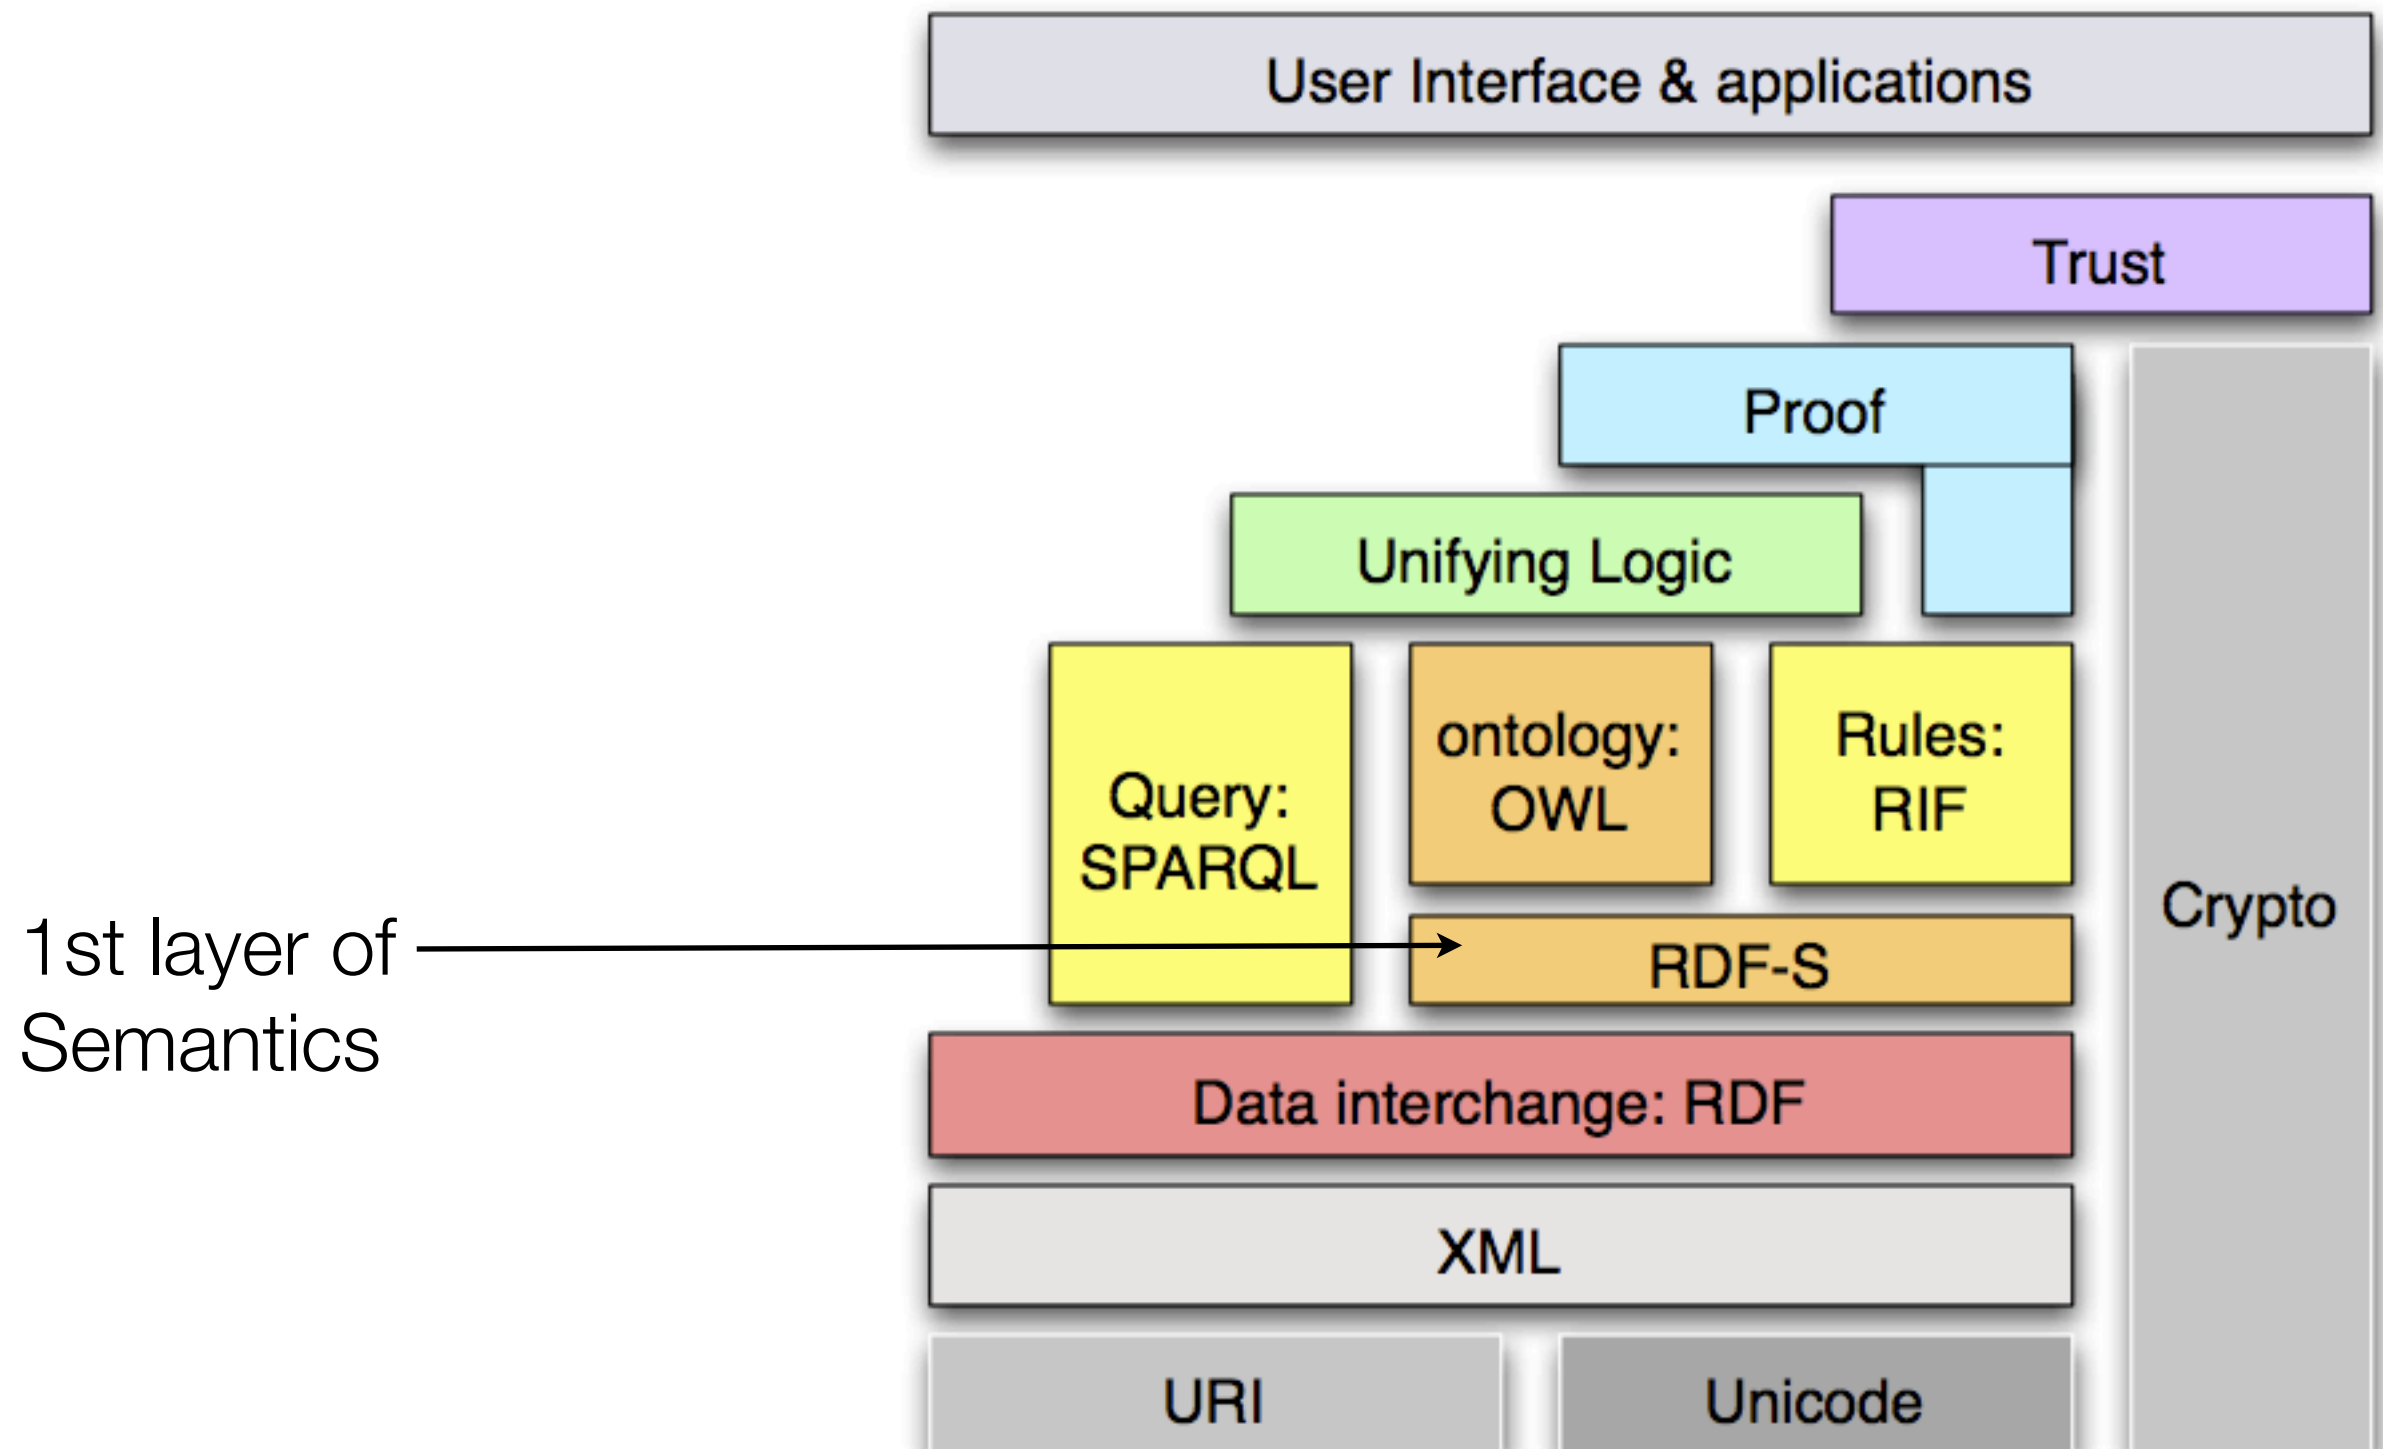 User Interface & applications
Trust
Proof
Unifying Logic
Query:
SPARQL
ontology:
OWL
Rules:
RIF
Crypto
1st layer of
Semantics
RDF-S
Data interchange: RDF
XML
URI
Unicode